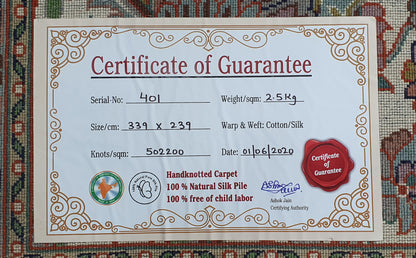 Certificate of Guarantee
Serial-No: 401 Weight/sqm: 2.5Kg
Size/cm: 339 x 239 Warp & Weft: Cotton/Silk
Knots/sqm: 502200 Date: 01/06/2020
Handknotted Carpet
100 % Natural Silk Pile
100 % free of child labor
Certificate of
Guarantee
Ashok Jain
Certifying Authority